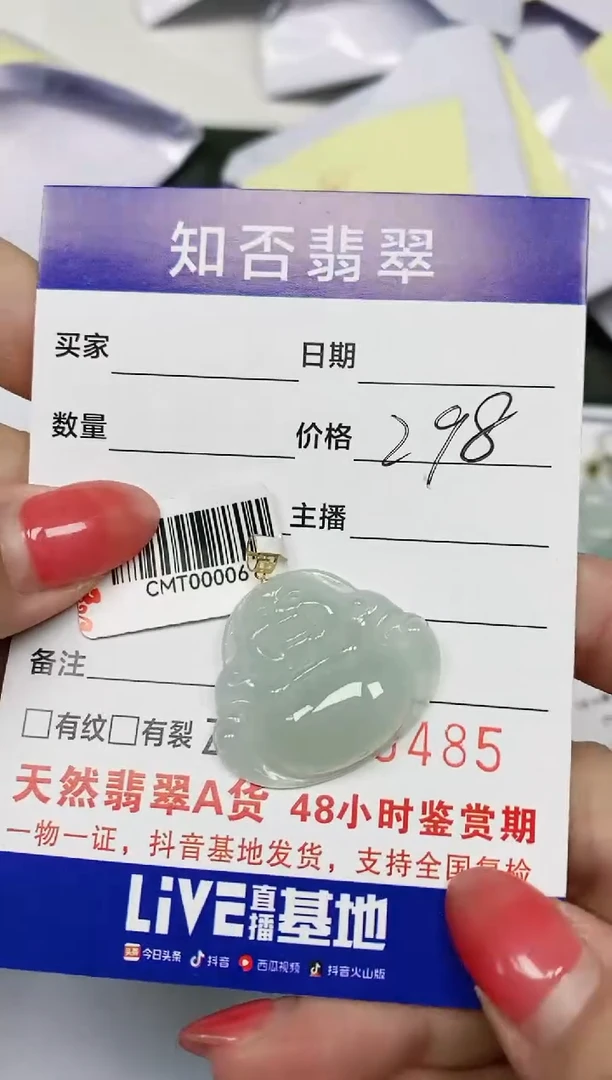 知否翡翠
买家 日期
数量 价格 298
主播
CMT00006
备注
□有纹□有裂 Z 485
天然翡翠A货 48小时鉴赏期
一物一证，抖音基地发货，支持全国复检
LiVE直播基地
头条 今日头条 抖音 西瓜视频 抖音火山版